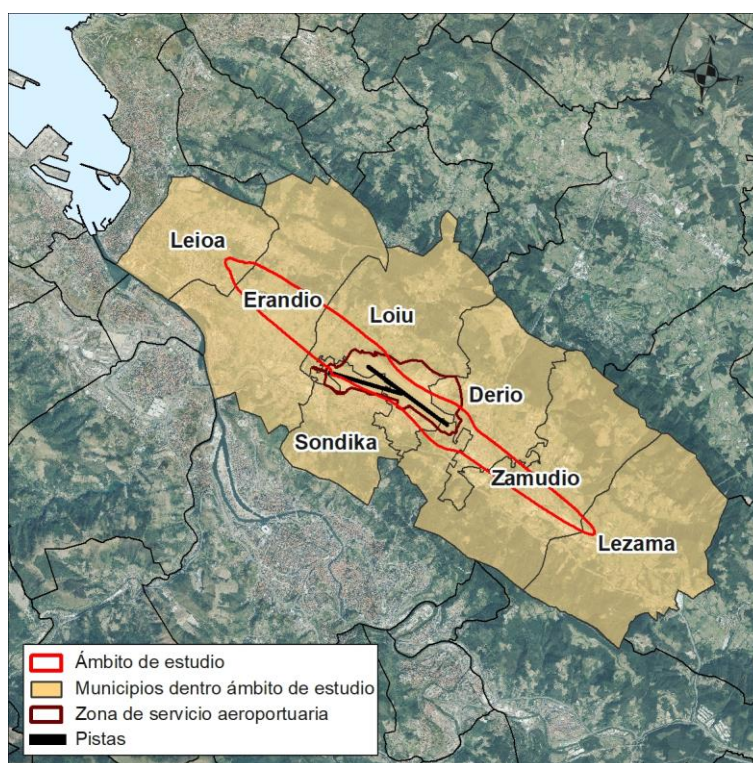 N
W E
S
Leioa
Erandio
Loiu
Derio
Sondika
Zamudio
Lezama
Ámbito de estudio
Municipios dentro ámbito de estudio
Zona de servicio aeroportuaria
Pistas